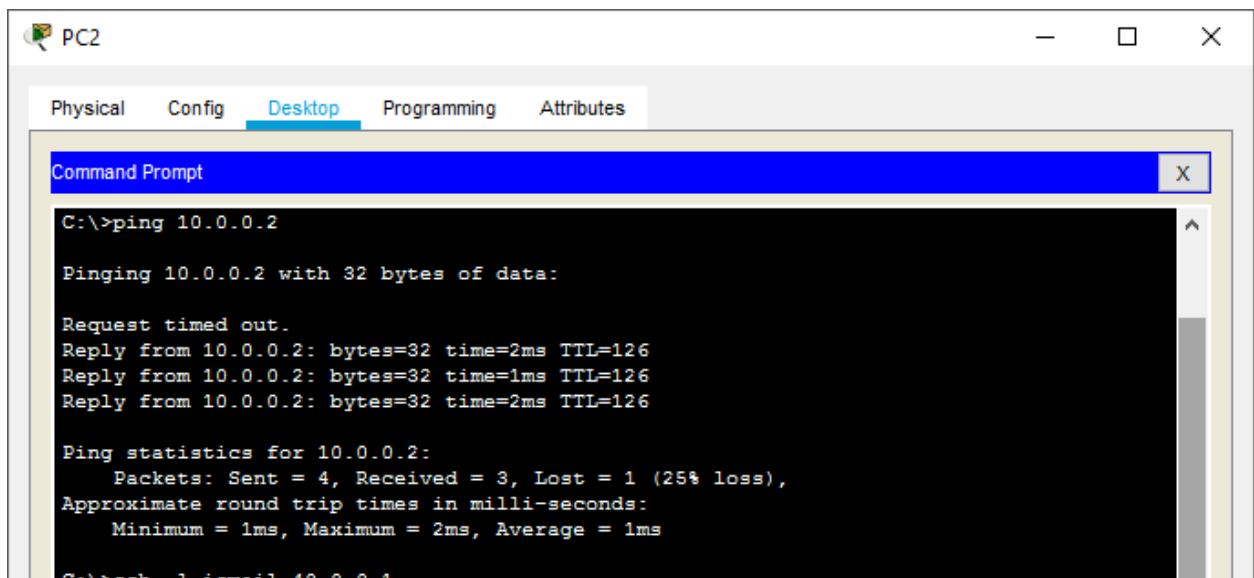 PC2
Physical Config Desktop Programming Attributes
Command Prompt X
C:\>ping 10.0.0.2
Pinging 10.0.0.2 with 32 bytes of data:
Request timed out.
Reply from 10.0.0.2: bytes=32 time=2ms TTL=126
Reply from 10.0.0.2: bytes=32 time=1ms TTL=126
Reply from 10.0.0.2: bytes=32 time=2ms TTL=126
Ping statistics for 10.0.0.2:
Packets: Sent = 4, Received = 3, Lost = 1 (25% loss),
Approximate round trip times in milli-seconds:
Minimum = 1ms, Maximum = 2ms, Average = 1ms